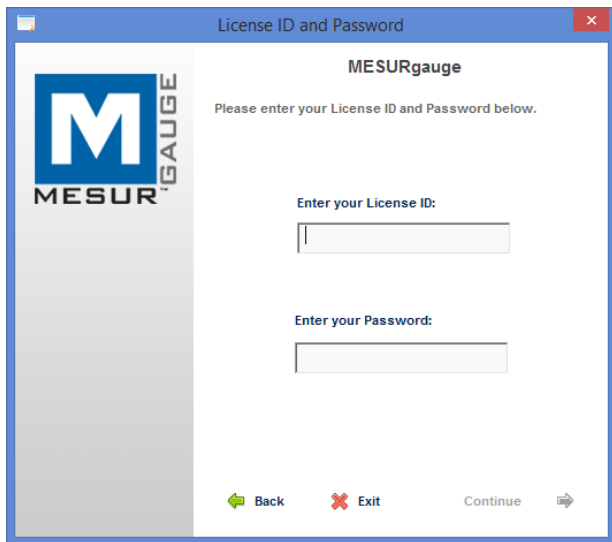 License ID and Password
M
GAUGE
MESUR™
MESURgauge
Please enter your License ID and Password below.
Enter your License ID:
Enter your Password:
Back
Exit
Continue